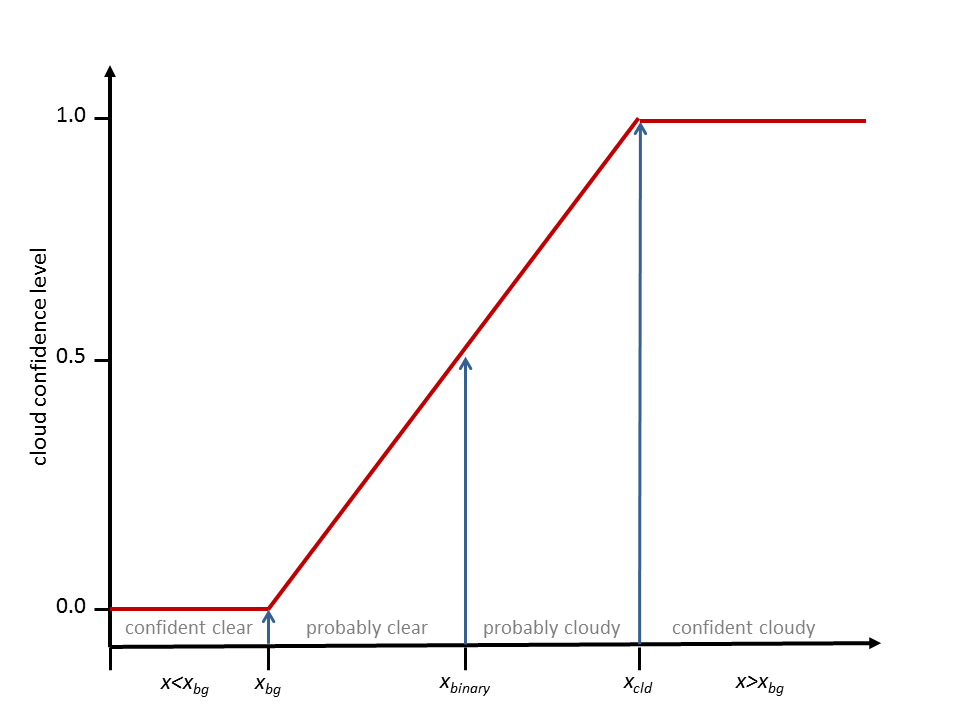 1.0
cloud confidence level
0.5
0.0
confident clear
probably clear
probably cloudy
confident cloudy
x<x_bg
x_bg
x_binary
x_cld
x>x_bg